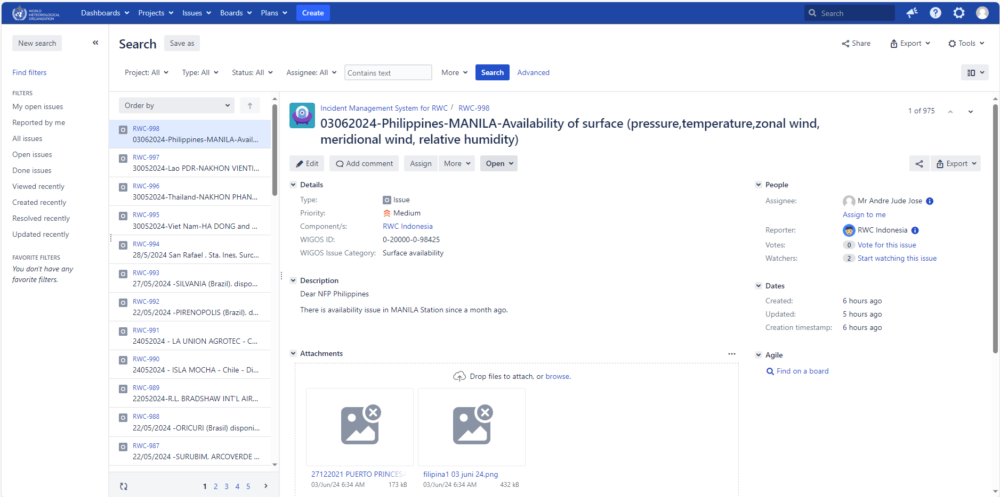 WORLD
METEOROLOGICAL
ORGANIZATION
Dashboards Projects Issues Boards Plans Create Search
New search
Find filters
FILTERS
My open issues
Reported by me
All issues
Open issues
Done issues
Viewed recently
Created recently
Resolved recently
Updated recently
FAVORITE FILTERS
You don't have any
favorite filters.
Search Save as Share Export Tools
Project: All Type: All Status: All Assignee: All Contains text More Search Advanced
Order by
RWC-998
03062024-Philippines-MANILA-Avail...
RWC-997
30052024-Lao PDR-NAKHON VIENTI...
RWC-996
30052024-Thailand-NAKHON PHAN...
RWC-995
30052024-Viet Nam-HA DONG and ...
RWC-994
28/5/2024 San Rafael . Sta. Ines, Surc...
RWC-993
27/05/2024 -SILVANIA (Brazil). dispo...
RWC-992
22/05/2024 -PIRENOPOLIS (Brazil). d...
RWC-991
24052024 - LA UNION AGROTEC - C...
RWC-990
24052024 - ISLA MOCHA - Chile - Di...
RWC-989
22052024-R.L. BRADSHAW INT'L AIR...
RWC-988
22/05/2024 -ORICURI (Brasil) disponi...
RWC-987
22/05/2024 -SURUBIM, ARCOVERDE ...
1 2 3 4 5
Incident Management System for RWC / RWC-998
1 of 975
03062024-Philippines-MANILA-Availability of surface (pressure,temperature,zonal wind,
meridional wind, relative humidity)
Edit Add comment Assign More Open Export
Details
Type: Issue
Priority: Medium
Component/s: RWC Indonesia
WIGOS ID: 0-20000-0-98425
WIGOS Issue Category: Surface availability
Description
Dear NFP Philippines
There is availability issue in MANILA Station since a month ago.
Attachments
Drop files to attach, or browse.
27122021 PUERTO PRINCESA
03/Jun/24 6:34 AM 173 kB
filipina1 03 juni 24.png
03/Jun/24 6:34 AM 432 kB
People
Assignee: Mr Andre Jude Jose
Assign to me
Reporter: RWC Indonesia
Votes: 0 Vote for this issue
Watchers: 2 Start watching this issue
Dates
Created: 6 hours ago
Updated: 5 hours ago
Creation timestamp: 6 hours ago
Agile
Find on a board